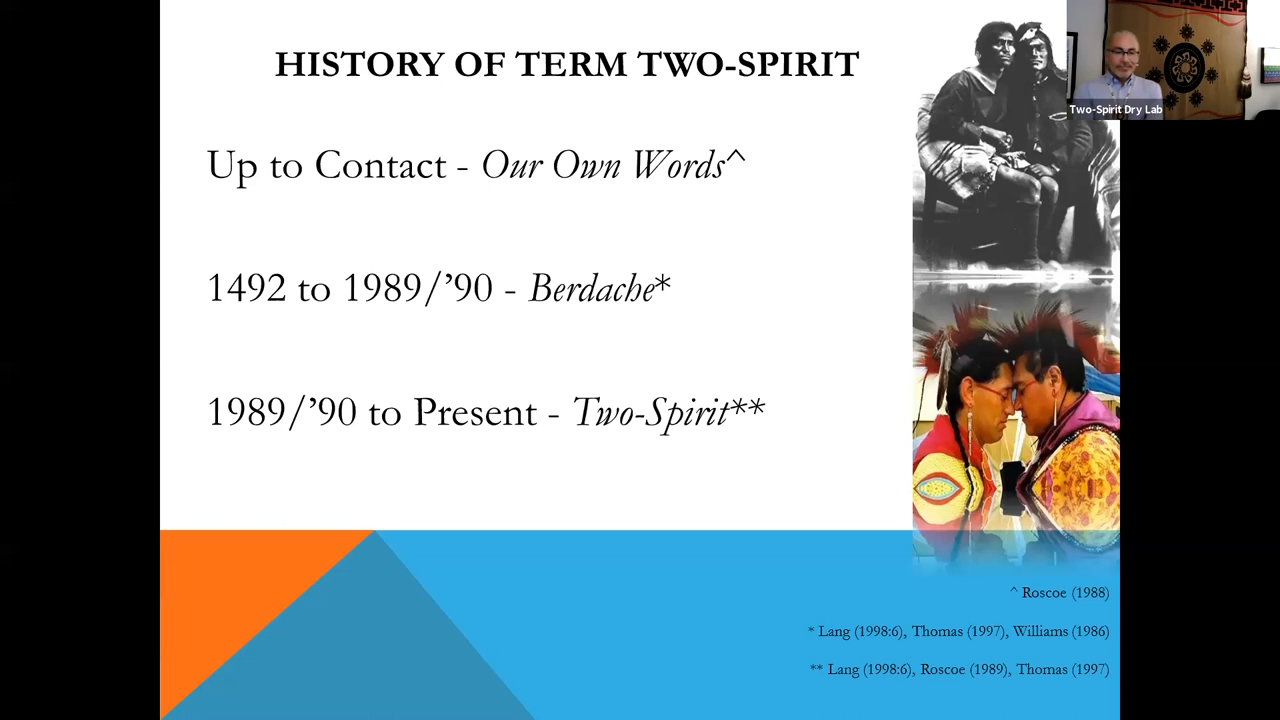 HISTORY OF TERM TWO-SPIRIT
Two-Spirit Dry Lab
Up to Contact - Our Own Words^
1492 to 1989/’90 - Berdache*
1989/’90 to Present - Two-Spirit**
^ Roscoe (1988)
* Lang (1998:6), Thomas (1997), Williams (1986)
** Lang (1998:6), Roscoe (1989), Thomas (1997)